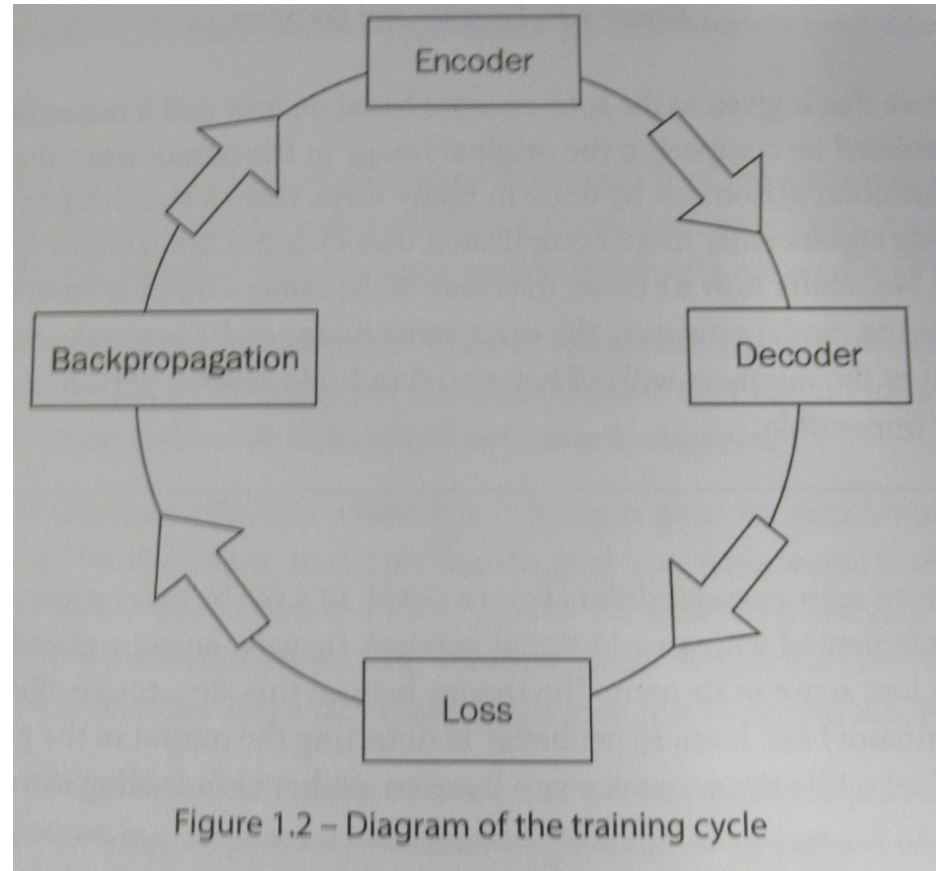 Encoder
Backpropagation
Decoder
Loss
Figure 1.2 – Diagram of the training cycle